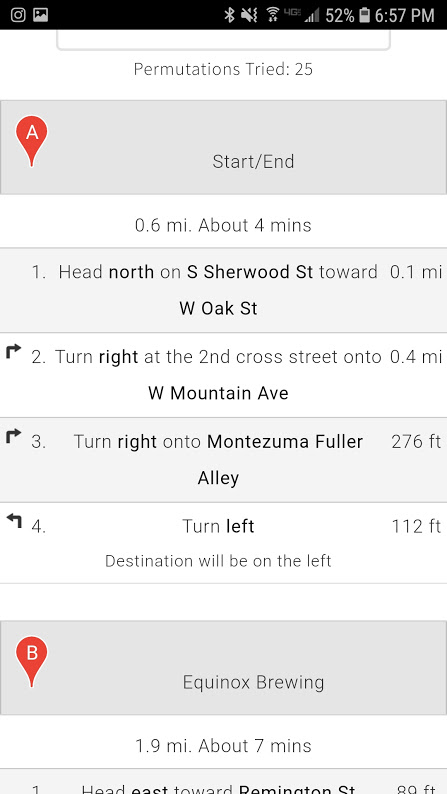 4G 52% 6:57 PM
Permutations Tried: 25
A
Start/End
0.6 mi. About 4 mins
1. Head north on S Sherwood St toward 0.1 mi
W Oak St
2. Turn right at the 2nd cross street onto 0.4 mi
W Mountain Ave
3. Turn right onto Montezuma Fuller 276 ft
Alley
4. Turn left 112 ft
Destination will be on the left
B
Equinox Brewing
1.9 mi. About 7 mins
1. Head east toward Remington St 89 ft